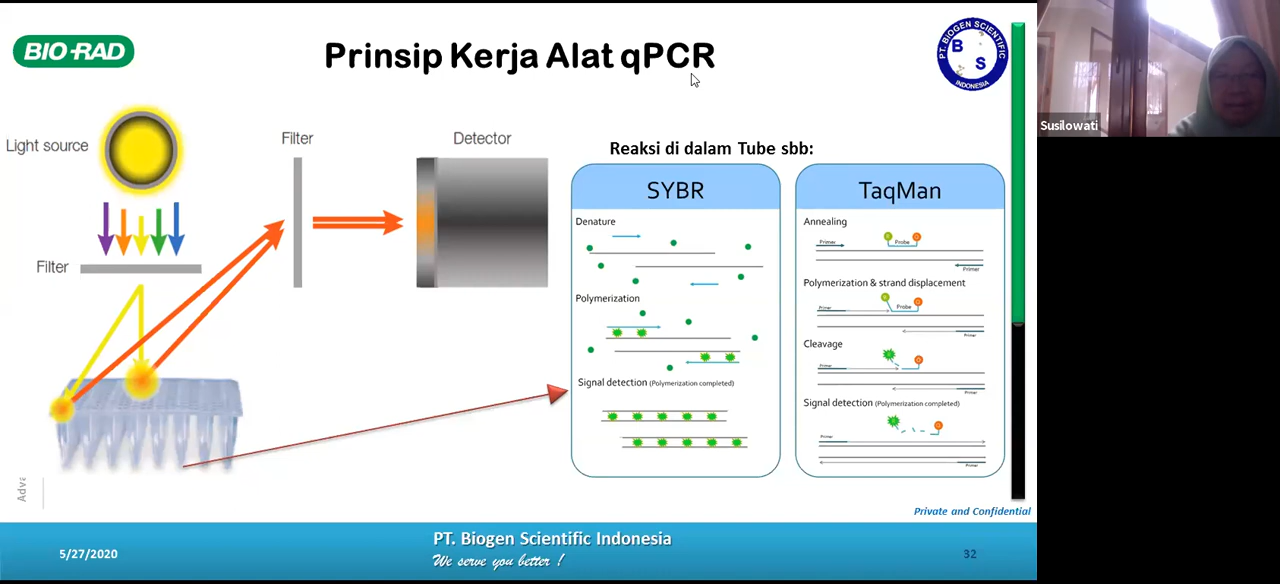 BIO-RAD
Prinsip Kerja Alat qPCR
PT. BIOGEN SCIENTIFIC
B
S
INDONESIA
Susilowati
Light source
Filter
Filter
Detector
Reaksi di dalam Tube sbb:
SYBR
Denature
Polymerization
Signal detection (Polymerization completed)
TaqMan
Annealing
Primer
R
Probe
Q
Primer
Polymerization & strand displacement
Primer
R
Probe
Q
Primer
Cleavage
Primer
R
Q
Primer
Signal detection (Polymerization completed)
Primer
R
Q
Primer
Adve
Private and Confidential
5/27/2020
PT. Biogen Scientific Indonesia
We serve you better !
32